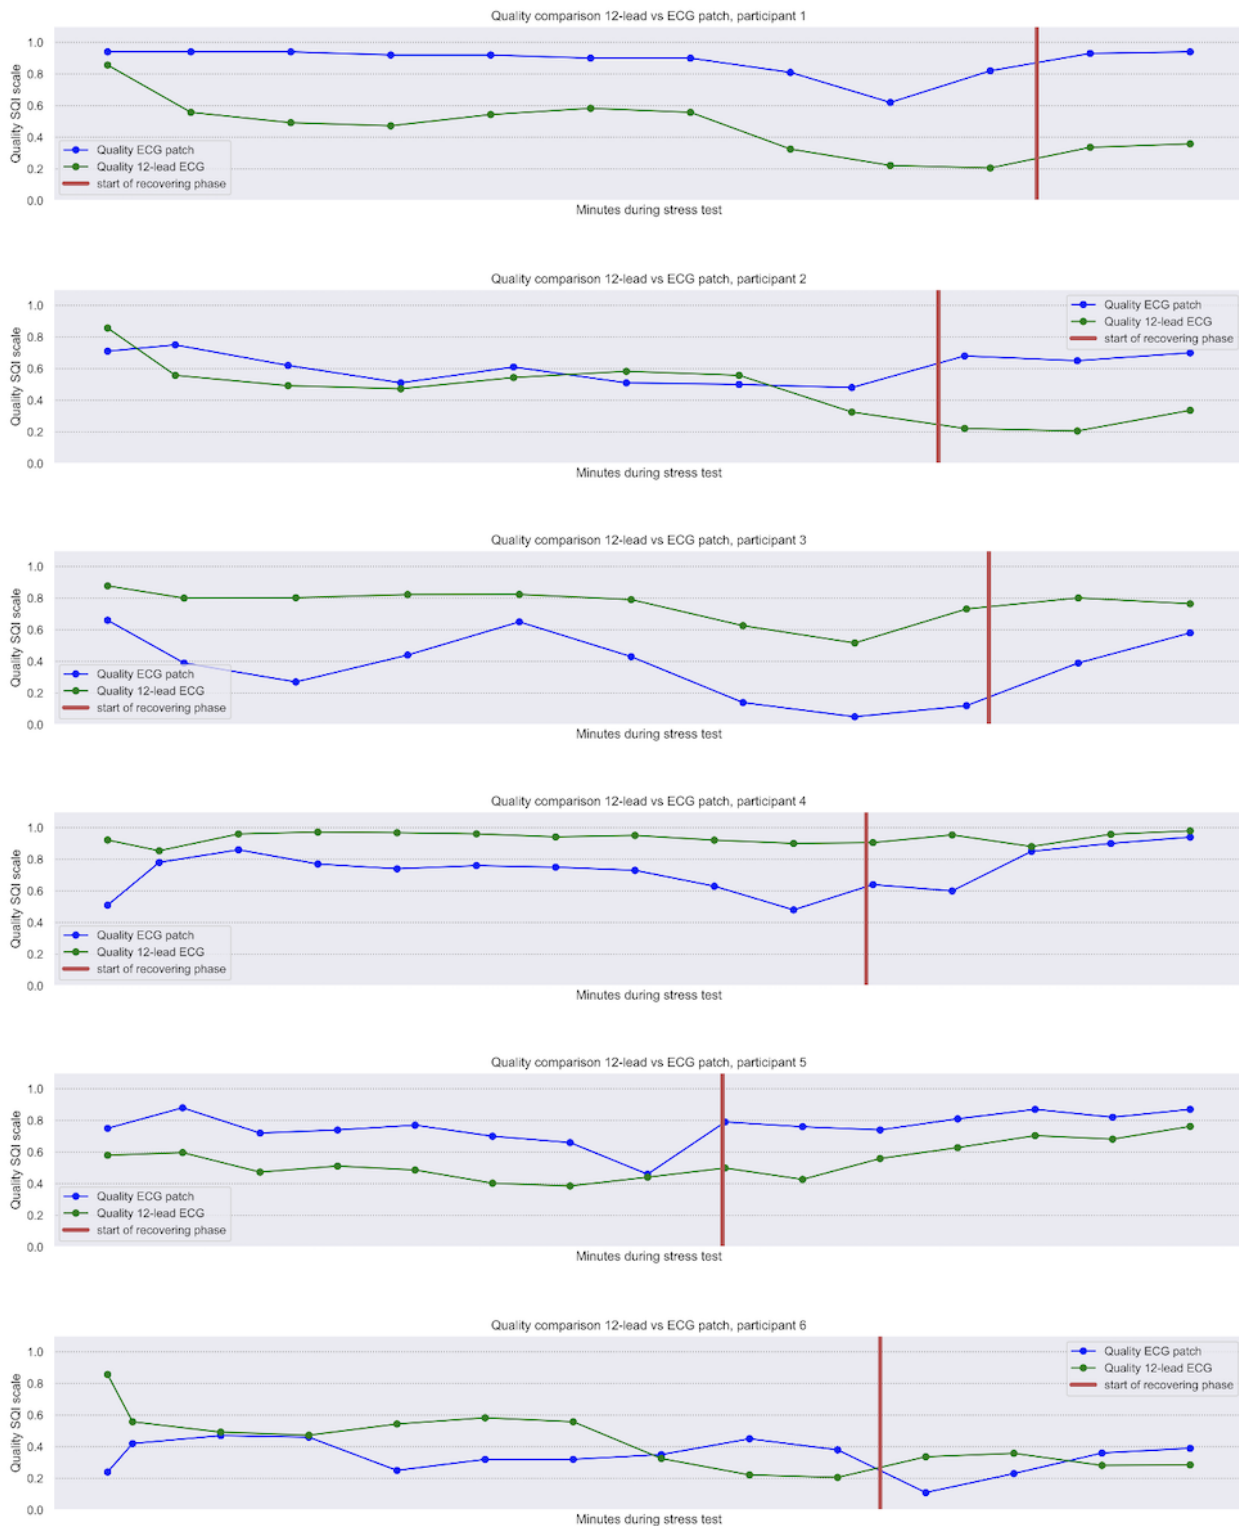 Quality comparison 12-lead vs ECG patch, participant 1
Quality SQI scale
1.0
0.8
0.6
0.4
0.2
0.0
Quality ECG patch
Quality 12-lead ECG
start of recovering phase
Minutes during stress test
Quality comparison 12-lead vs ECG patch, participant 2
Quality SQI scale
1.0
0.8
0.6
0.4
0.2
0.0
Quality ECG patch
Quality 12-lead ECG
start of recovering phase
Minutes during stress test
Quality comparison 12-lead vs ECG patch, participant 3
Quality SQI scale
1.0
0.8
0.6
0.4
0.2
0.0
Quality ECG patch
Quality 12-lead ECG
start of recovering phase
Minutes during stress test
Quality comparison 12-lead vs ECG patch, participant 4
Quality SQI scale
1.0
0.8
0.6
0.4
0.2
0.0
Quality ECG patch
Quality 12-lead ECG
start of recovering phase
Minutes during stress test
Quality comparison 12-lead vs ECG patch, participant 5
Quality SQI scale
1.0
0.8
0.6
0.4
0.2
0.0
Quality ECG patch
Quality 12-lead ECG
start of recovering phase
Minutes during stress test
Quality comparison 12-lead vs ECG patch, participant 6
Quality SQI scale
1.0
0.8
0.6
0.4
0.2
0.0
Quality ECG patch
Quality 12-lead ECG
start of recovering phase
Minutes during stress test